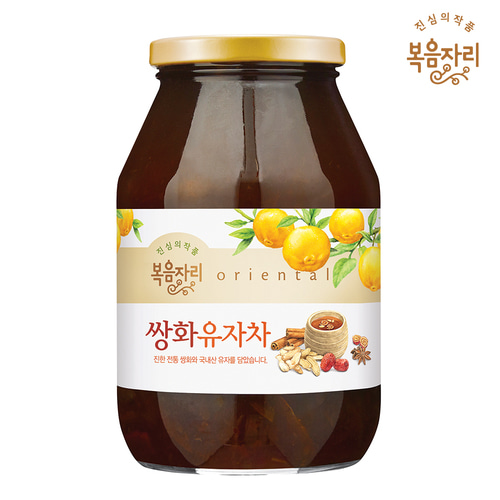 진심의작품
복음자리
진심의작품
복음자리
oriental
쌍화유자차
진한 전통 쌍화와 국내산 유자를 담았습니다.